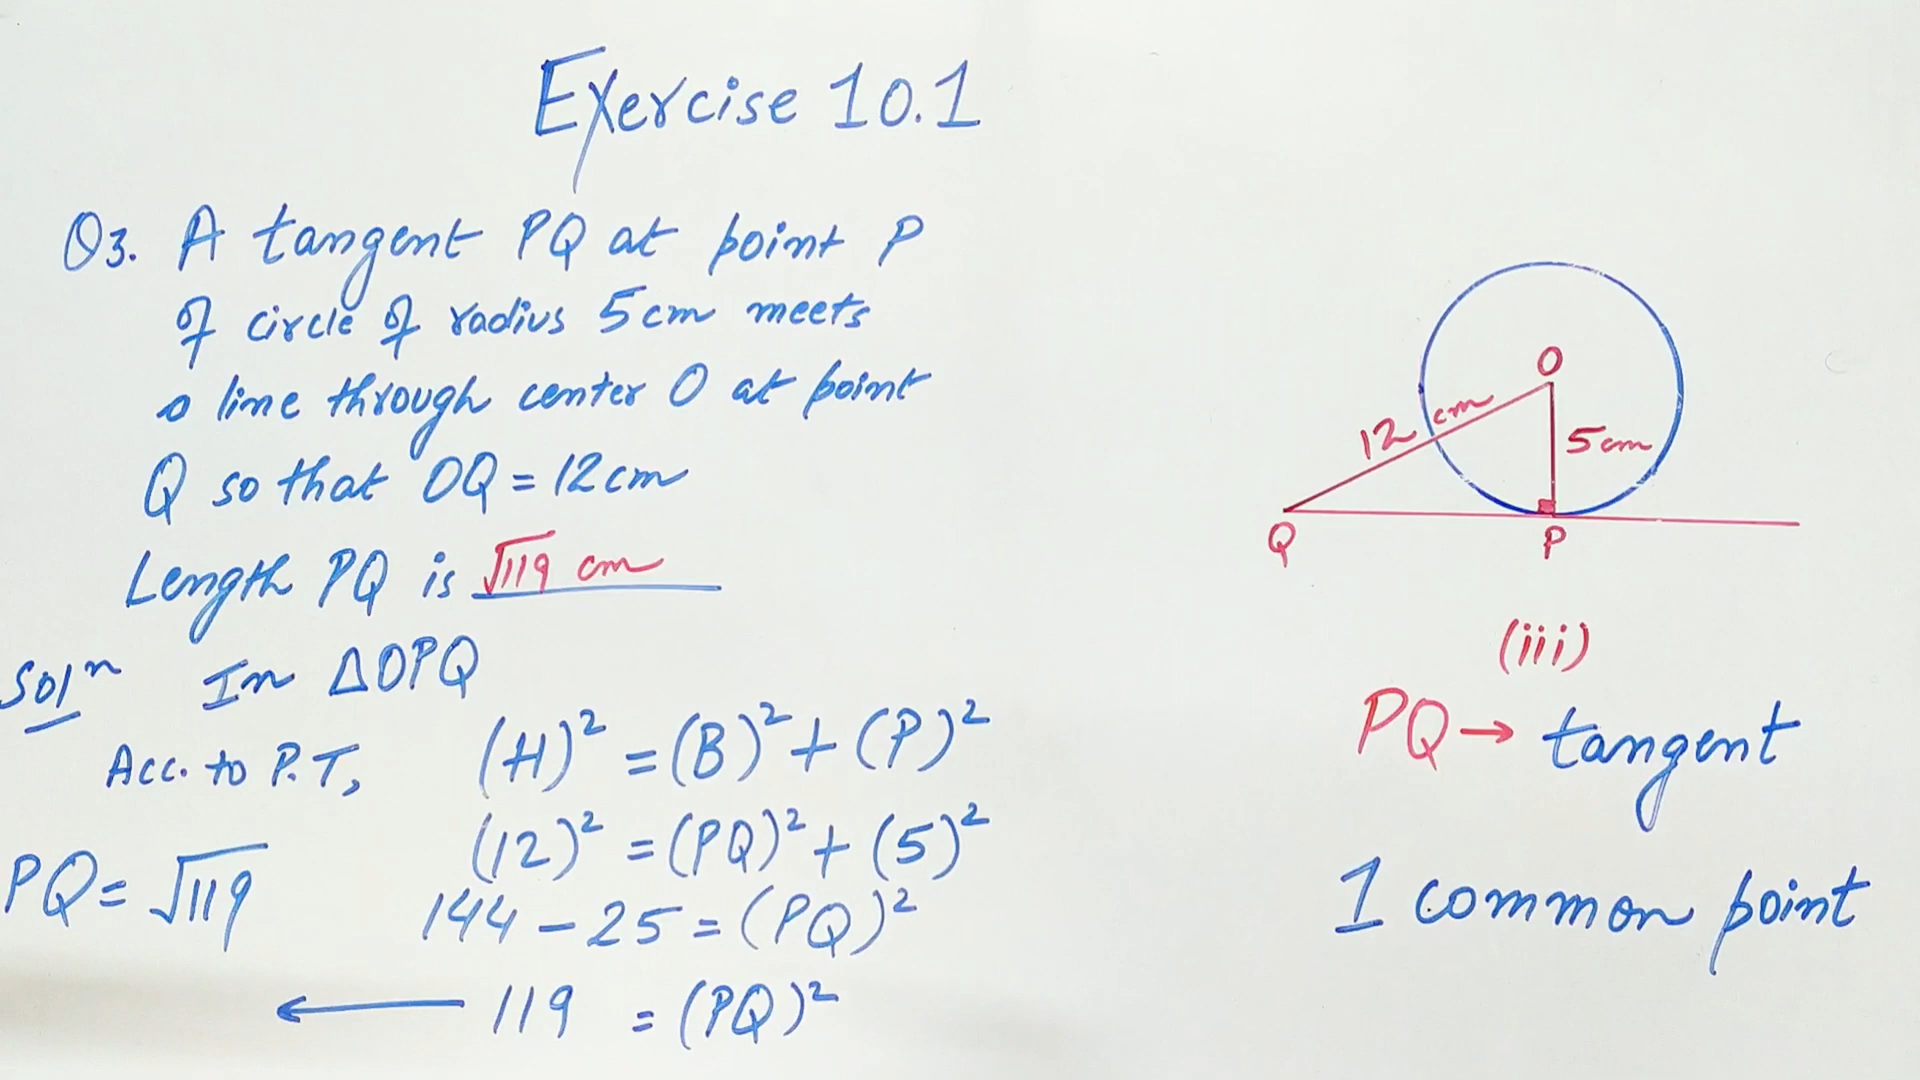 Exercise 10.1
Q3. A tangent PQ at point P
of circle of radius 5cm meets
a line through center O at point
Q so that OQ = 12cm
Length PQ is √119 cm
Solⁿ In ΔOPQ
Acc. to P.T, (H)² = (B)² + (P)²
(12)² = (PQ)² + (5)²
144 - 25 = (PQ)²
← 119 = (PQ)²
PQ = √119
O
12 cm
5cm
Q
P
(iii)
PQ → tangent
1 common point